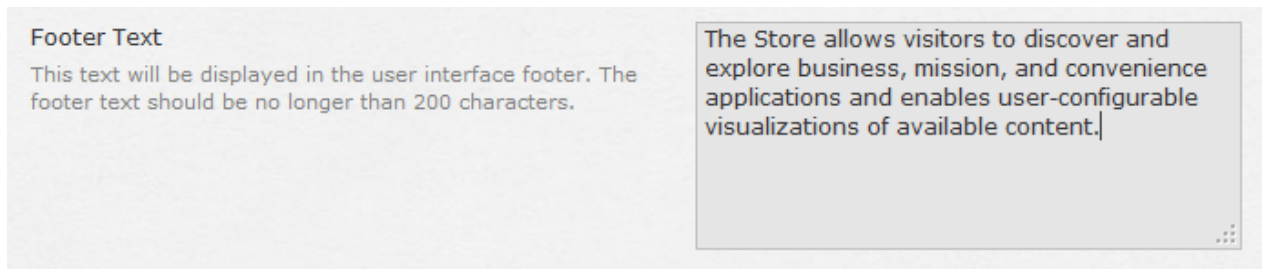 Footer Text
This text will be displayed in the user interface footer. The
footer text should be no longer than 200 characters.
The Store allows visitors to discover and
explore business, mission, and convenience
applications and enables user-configurable
visualizations of available content.